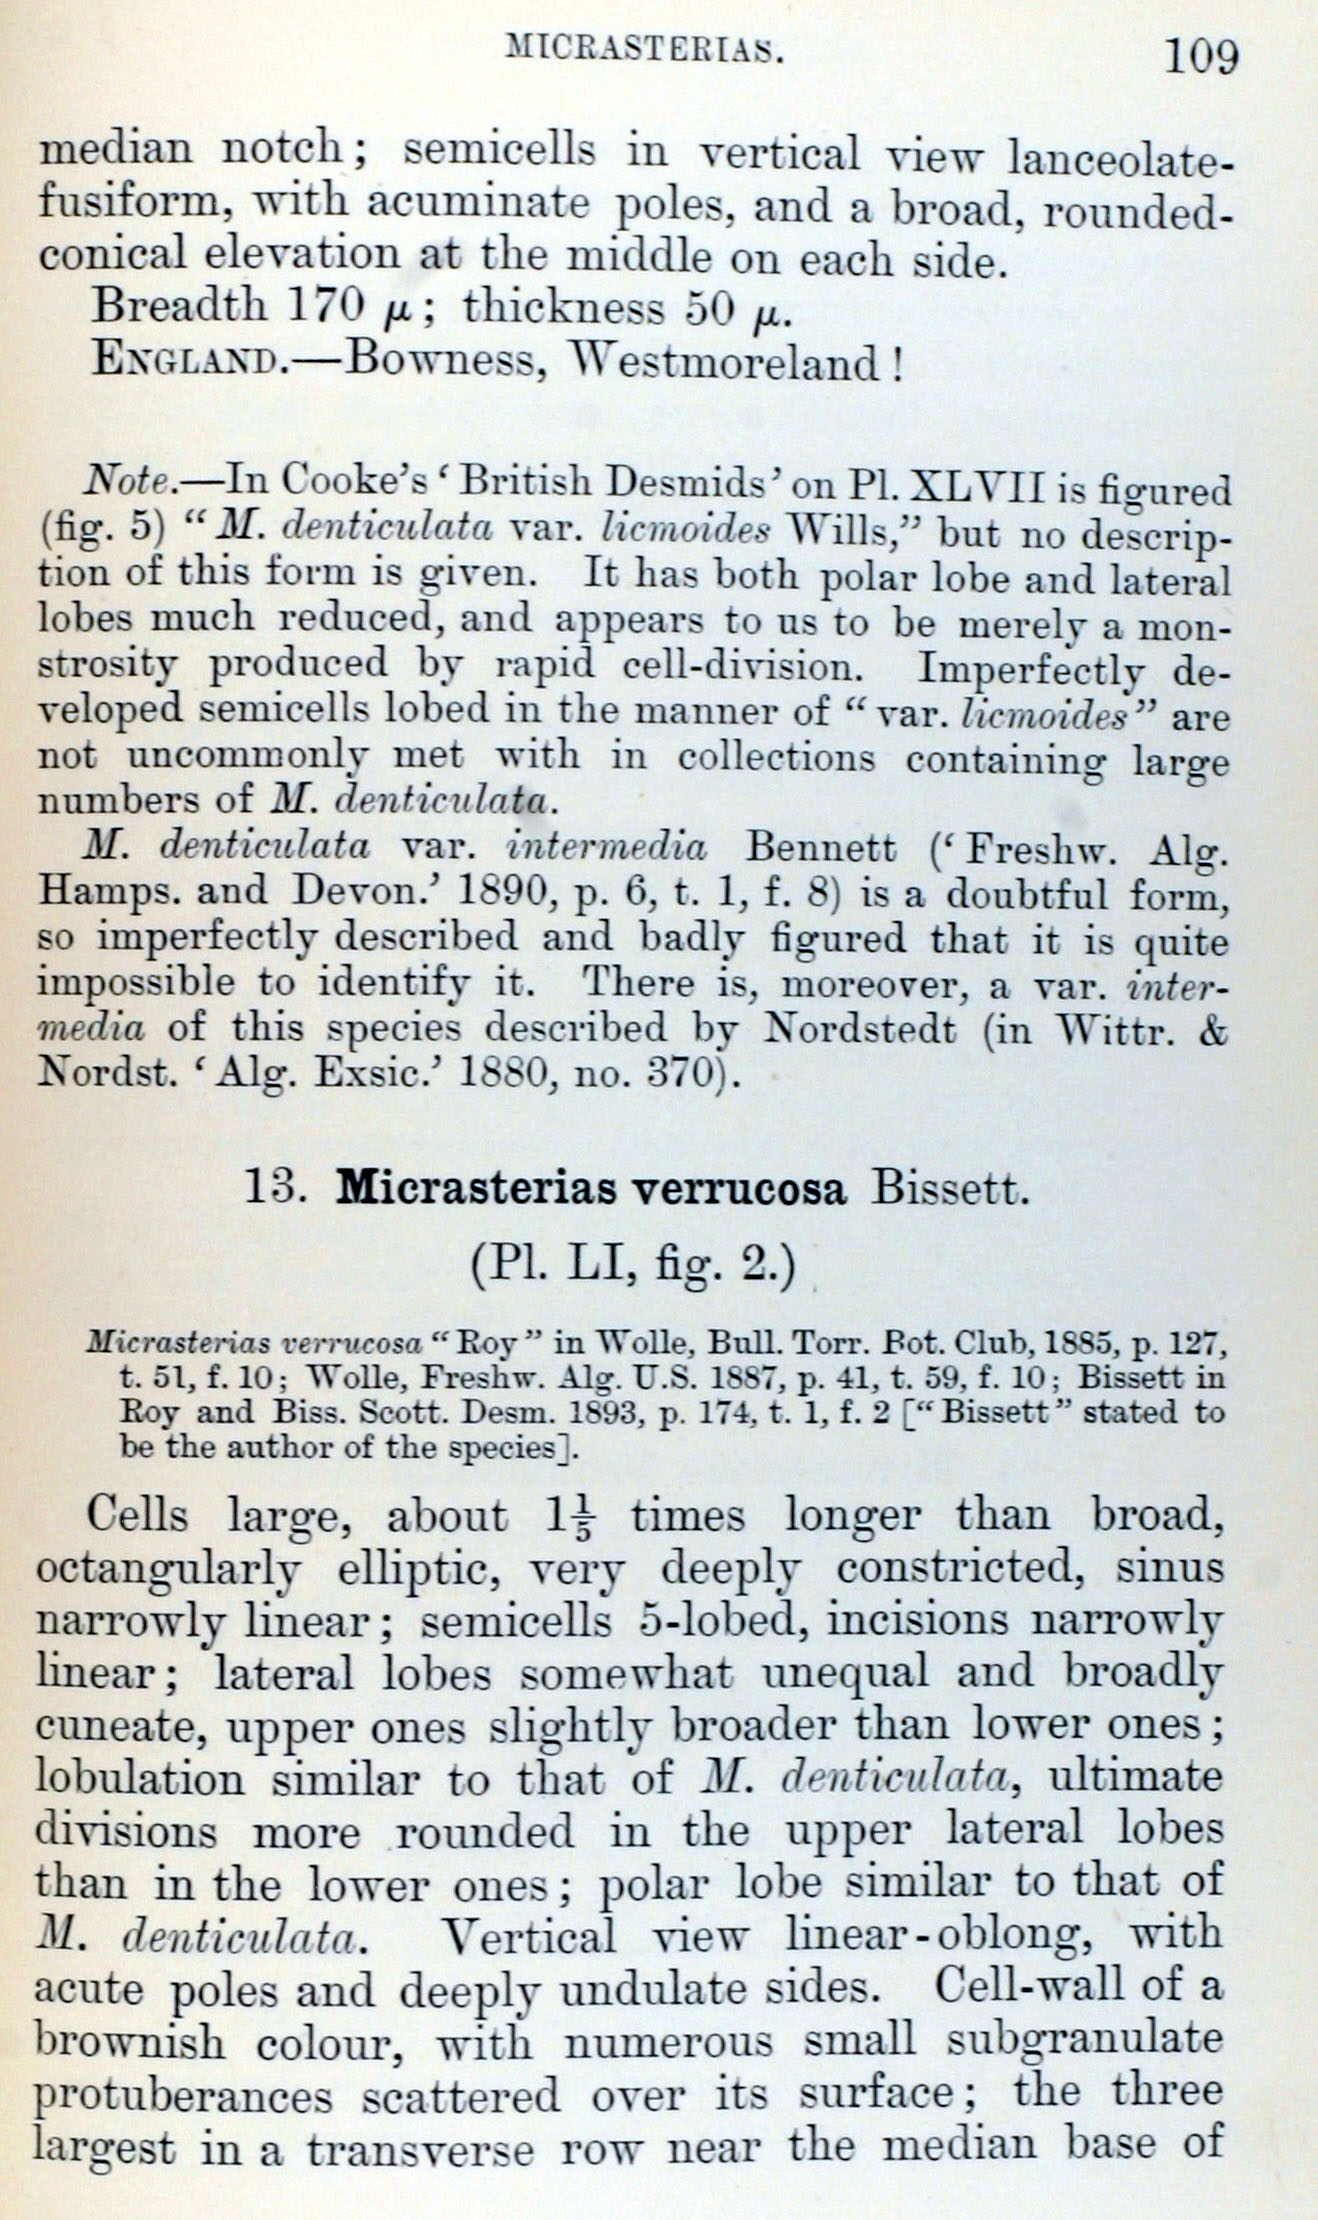 MICRASTERIAS.
109
median notch; semicells in vertical view lanceolate-
fusiform, with acuminate poles, and a broad, rounded-
conical elevation at the middle on each side.
Breadth 170 μ; thickness 50 μ.
ENGLAND.—Bowness, Westmoreland!
Note.—In Cooke's 'British Desmids' on Pl. XLVII is figured
(fig. 5) "M. denticulata var. licmoides Wills," but no descrip-
tion of this form is given. It has both polar lobe and lateral
lobes much reduced, and appears to us to be merely a mon-
strosity produced by rapid cell-division. Imperfectly de-
veloped semicells lobed in the manner of "var. licmoides" are
not uncommonly met with in collections containing large
numbers of M. denticulata.
M. denticulata var. intermedia Bennett ('Freshw. Alg.
Hamps. and Devon.' 1890, p. 6, t. 1, f. 8) is a doubtful form,
so imperfectly described and badly figured that it is quite
impossible to identify it. There is, moreover, a var. inter-
media of this species described by Nordstedt (in Wittr. &
Nordst. 'Alg. Exsic.' 1880, no. 370).
13. Micrasterias verrucosa Bissett.
(Pl. LI, fig. 2.)
Micrasterias verrucosa "Roy" in Wolle, Bull. Torr. Bot. Club, 1885, p. 127,
t. 51, f. 10; Wolle, Freshw. Alg. U.S. 1887, p. 41, t. 59, f. 10; Bissett in
Roy and Biss. Scott. Desm. 1893, p. 174, t. 1, f. 2 ["Bissett" stated to
be the author of the species].
Cells large, about 1⅕ times longer than broad,
octangularly elliptic, very deeply constricted, sinus
narrowly linear; semicells 5-lobed, incisions narrowly
linear; lateral lobes somewhat unequal and broadly
cuneate, upper ones slightly broader than lower ones;
lobulation similar to that of M. denticulata, ultimate
divisions more rounded in the upper lateral lobes
than in the lower ones; polar lobe similar to that of
M. denticulata. Vertical view linear-oblong, with
acute poles and deeply undulate sides. Cell-wall of a
brownish colour, with numerous small subgranulate
protuberances scattered over its surface; the three
largest in a transverse row near the median base of